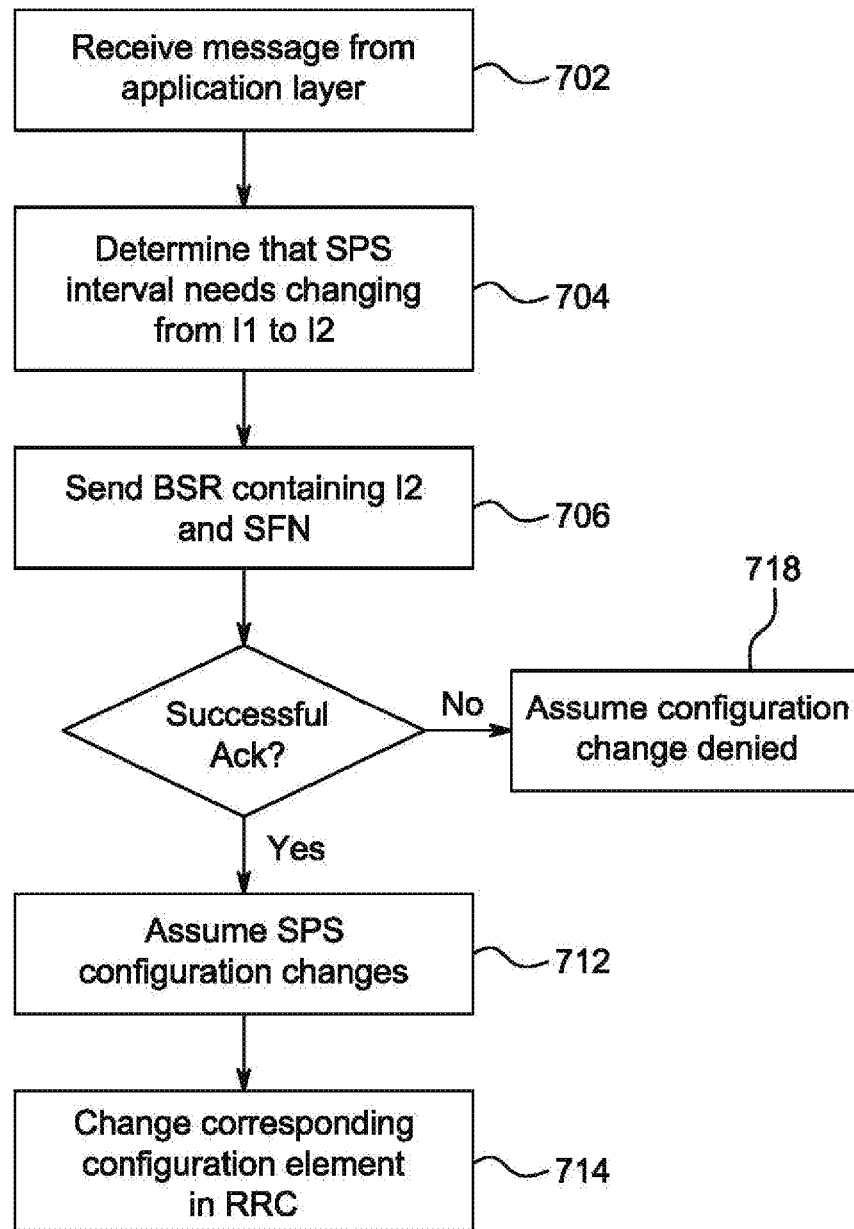 Receive message from
application layer
702
Determine that SPS
interval needs changing
from I1 to I2
704
Send BSR containing I2
and SFN
706
718
Successful
Ack?
No
Assume configuration
change denied
Yes
Assume SPS
configuration changes
712
Change corresponding
configuration element
in RRC
714